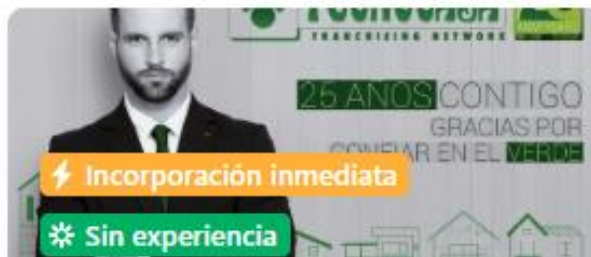 FRANCHISING NETWORK
25 AÑOS CONTIGO
GRACIAS POR
CONFIAR EN EL VERDE
Incorporación inmediata
Sin experiencia